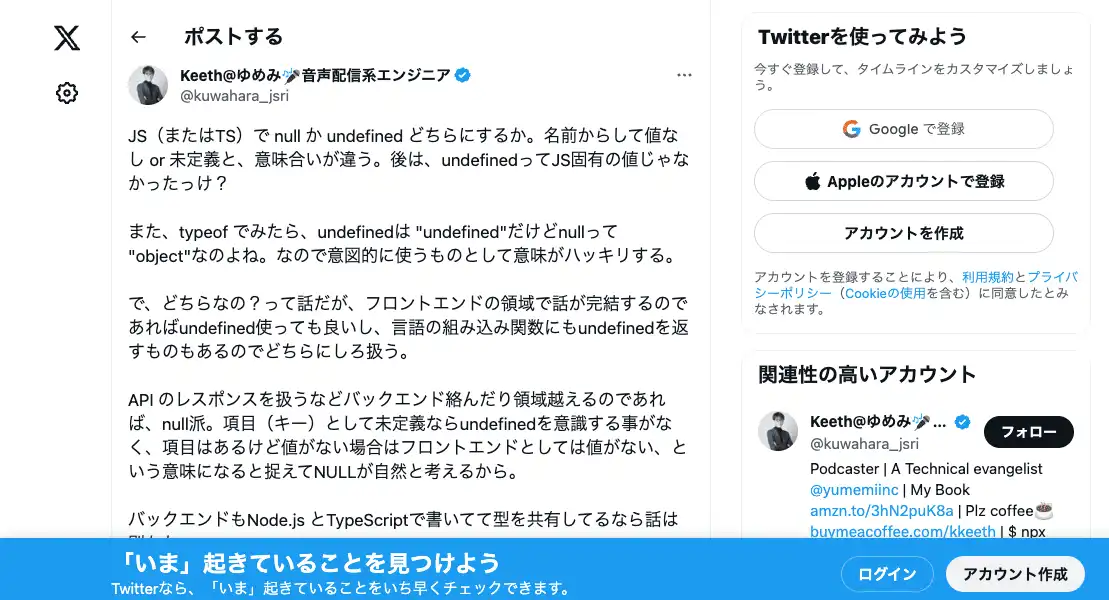 ポストする
Keeth@ゆめみ🎤音声配信系エンジニア
@kuwahara_jsri
JS(またはTS)で null か undefined どちらにするか。名前からして値な
し or 未定義と、意味合いが違う。後は、undefinedってJS固有の値じゃな
かったっけ?
また、typeof でみたら、undefinedは "undefined"だけどnullって
"object"なのよね。なので意図的に使うものとして意味がハッキリする。
で、どちらなの?って話だが、フロントエンドの領域で話が完結するので
あればundefined使っても良いし、言語の組み込み関数にもundefinedを返
すものもあるのでどちらにしろ扱う。
API のレスポンスを扱うなどバックエンド絡んだり領域越えるのであれ
ば、null派。項目(キー)として未定義ならundefinedを意識する事がな
く、項目はあるけど値がない場合はフロントエンドとしては値がない、と
いう意味になると捉えてNULLが自然と考えるから。
バックエンドもNode.js とTypeScriptで書いてて型を共有してるなら話は
Twitterを使ってみよう
今すぐ登録して、タイムラインをカスタマイズしましょ
う。
Google で登録
Appleのアカウントで登録
アカウントを作成
アカウントを登録することにより、利用規約とプライバ
シーポリシー(Cookieの使用を含む)に同意したとみ
なされます。
関連性の高いアカウント
Keeth@ゆめみ🎤...
@kuwahara_jsri
フォロー
Podcaster | A Technical evangelist
@yumemiinc | My Book
amzn.to/3hN2puK8a | Plz coffee☕
buymeacoffee.com/kkeeth | $ npx
「いま」起きていることを見つけよう
Twitterなら、「いま」起きていることをいち早くチェックできます。
ログイン
アカウント作成